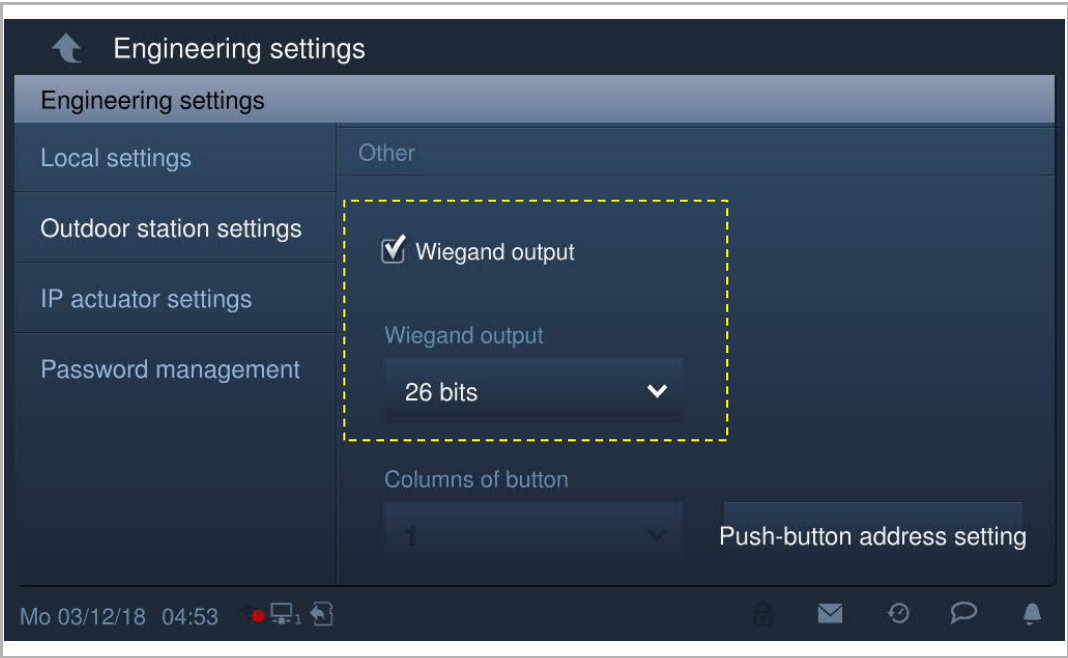 Engineering settings
Engineering settings
Local settings
Outdoor station settings
IP actuator settings
Password management
Other
Wiegand output
Wiegand output
26 bits
Columns of button
1
Push-button address setting
Mo 03/12/18 04:53
1